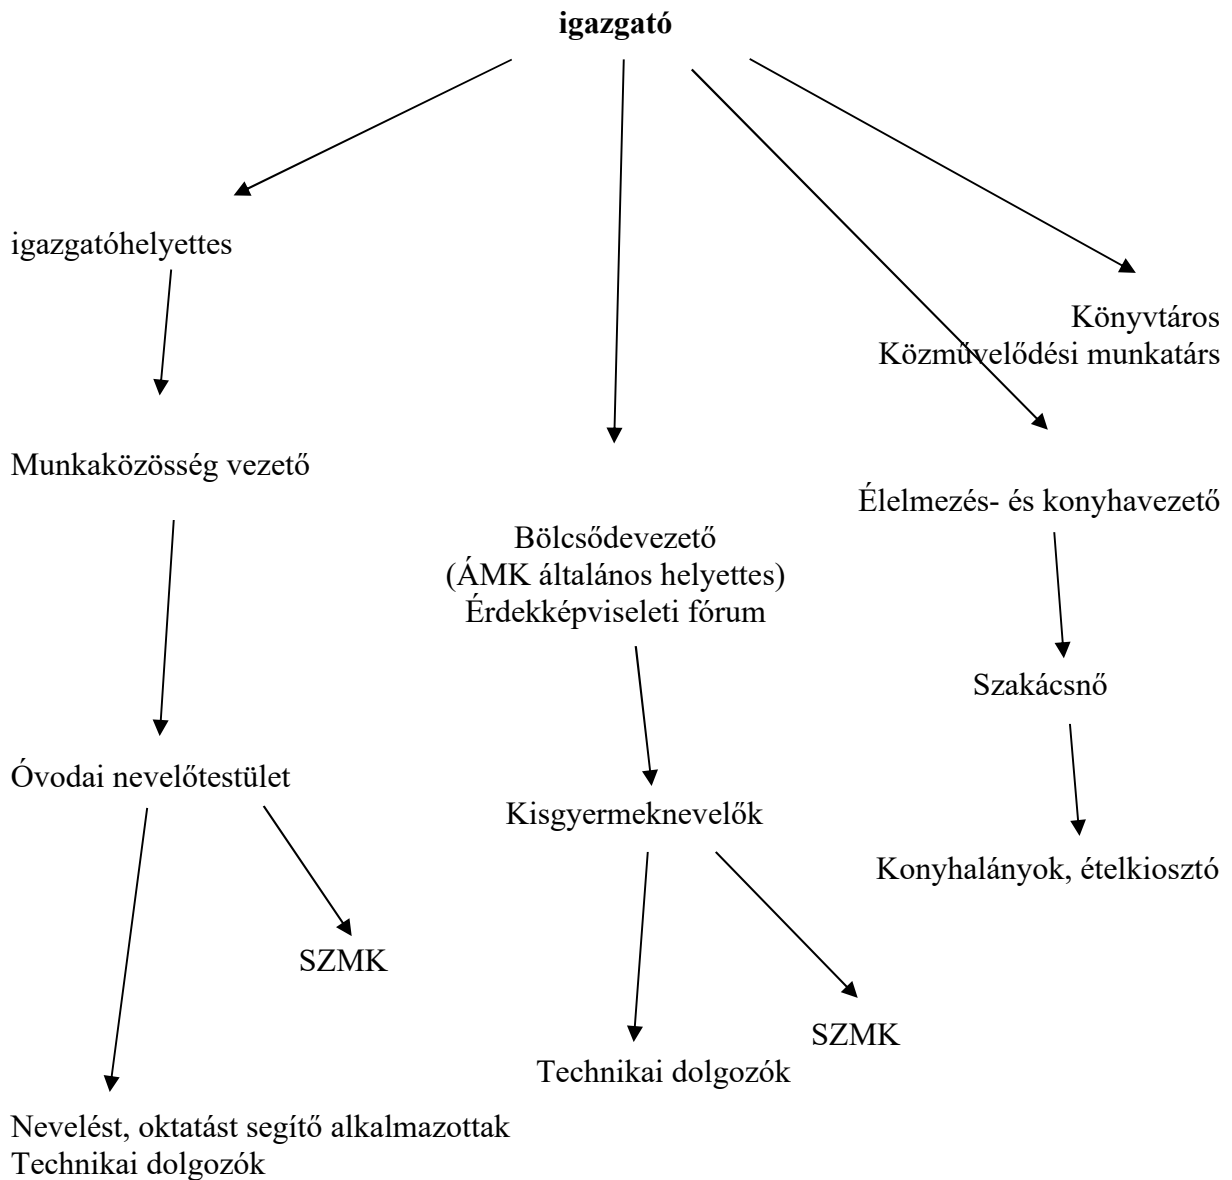 igazgató
igazgatóhelyettes
Könyvtáros
Közművelődési munkatárs
Munkaközösség vezető
Élelmezés- és konyhavezető
Bölcsődevezető
(ÁMK általános helyettes)
Érdekképviseleti fórum
Szakácsnő
Óvodai nevelőtestület
Kisgyermeknevelők
Konyhalányok, ételkiosztó
SZMK
SZMK
Technikai dolgozók
Nevelést, oktatást segítő alkalmazottak
Technikai dolgozók